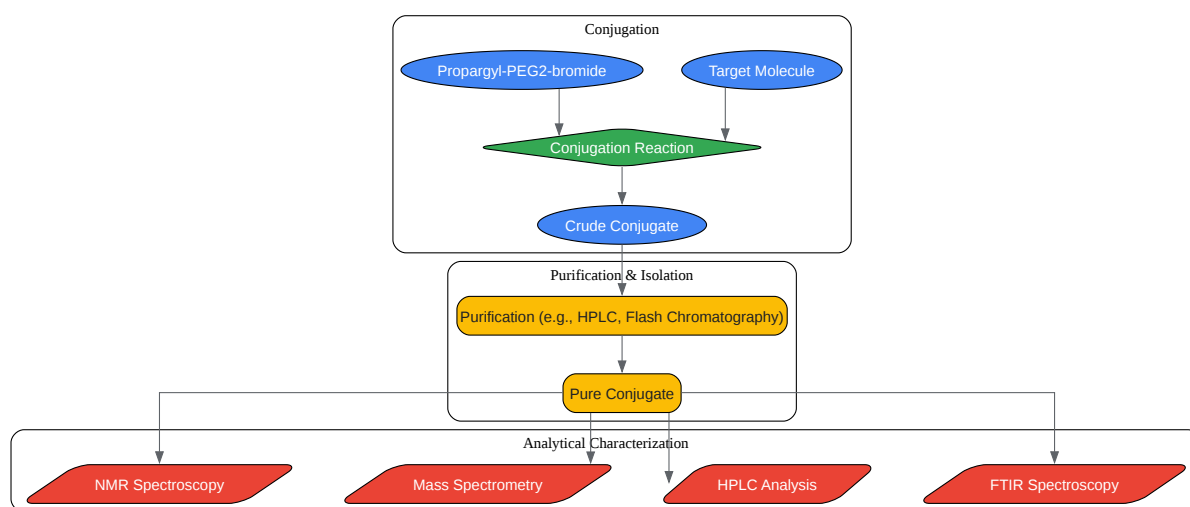 Conjugation
Propargyl-PEG2-bromide
Target Molecule
Conjugation Reaction
Crude Conjugate
Purification & Isolation
Purification (e.g., HPLC, Flash Chromatography)
Pure Conjugate
Analytical Characterization
NMR Spectroscopy
Mass Spectrometry
HPLC Analysis
FTIR Spectroscopy